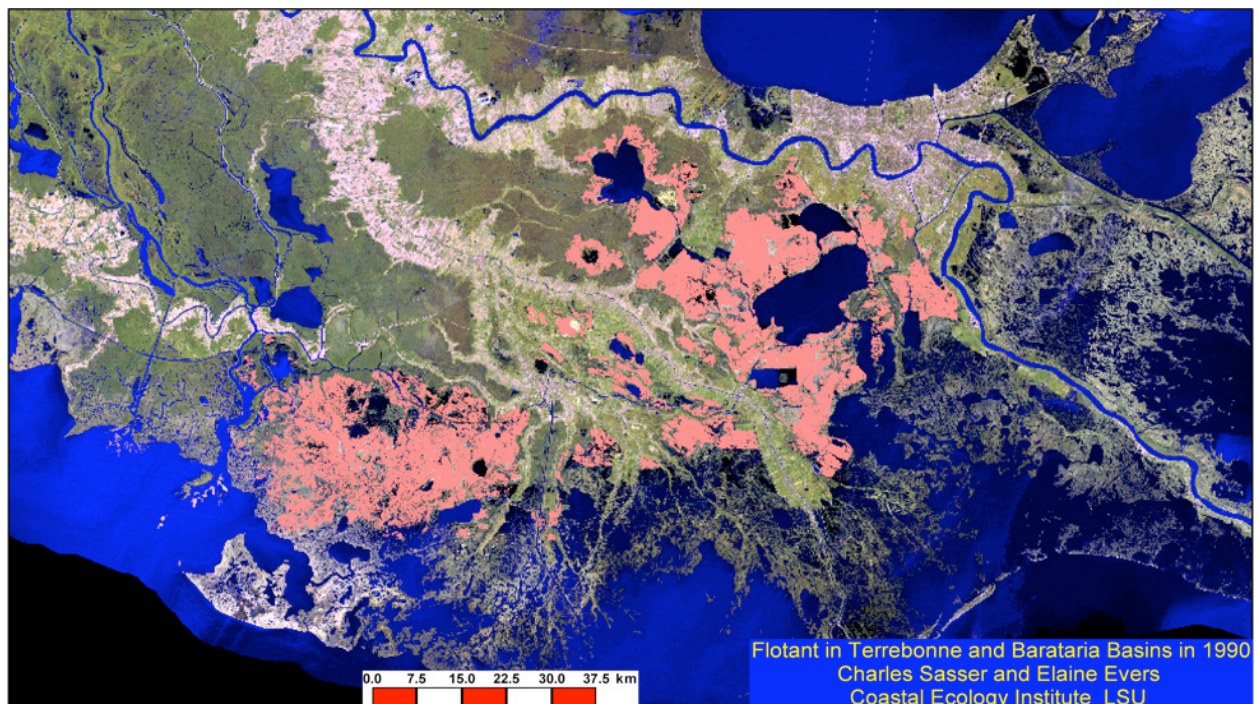 0.0 7.5 15.0 22.5 30.0 37.5 km
Flotant in Terrebonne and Barataria Basins in 1990
Charles Sasser and Elaine Evers
Coastal Ecology Institute LSU